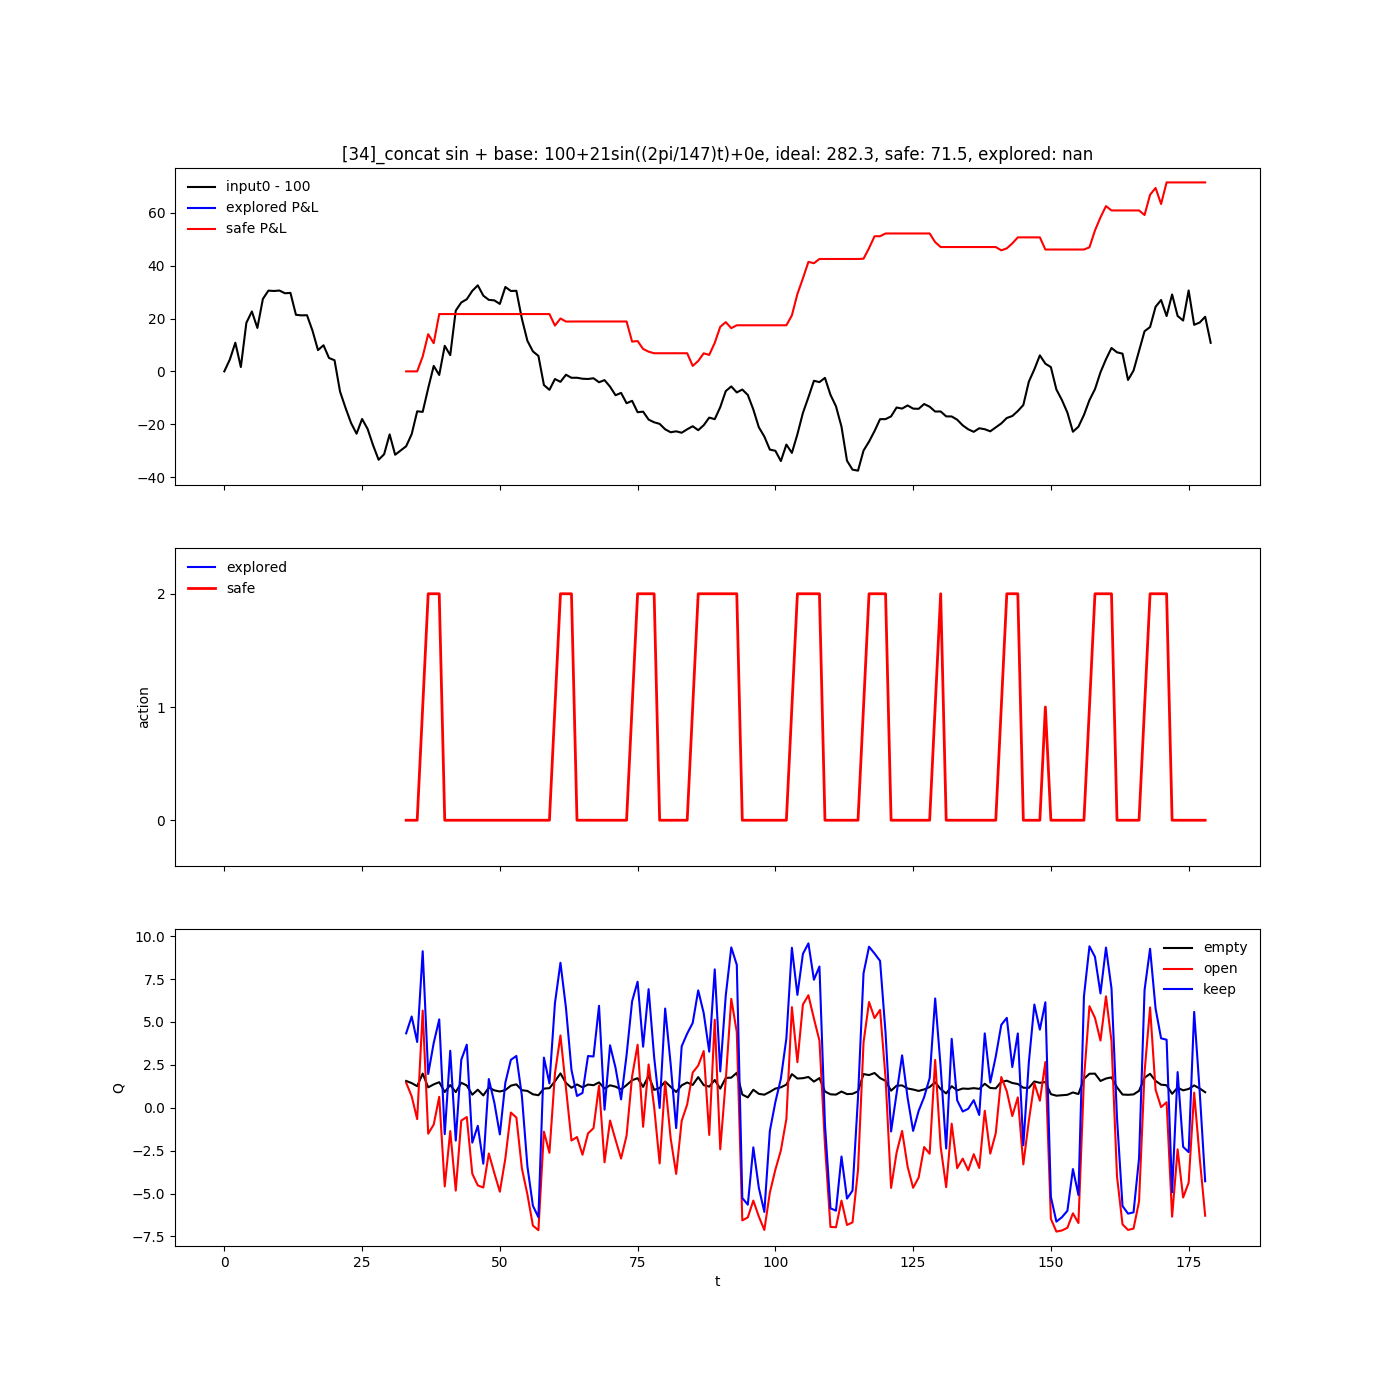 [34]_concat sin + base: 100+21sin((2pi/147)t)+0e, ideal: 282.3, safe: 71.5, explored: nan
input0 - 100
explored P&L
safe P&L
60
40
20
0
−20
−40
explored
safe
2
1
0
action
empty
open
keep
10.0
7.5
5.0
2.5
0.0
−2.5
−5.0
−7.5
Q
0 25 50 75 100 125 150 175
t